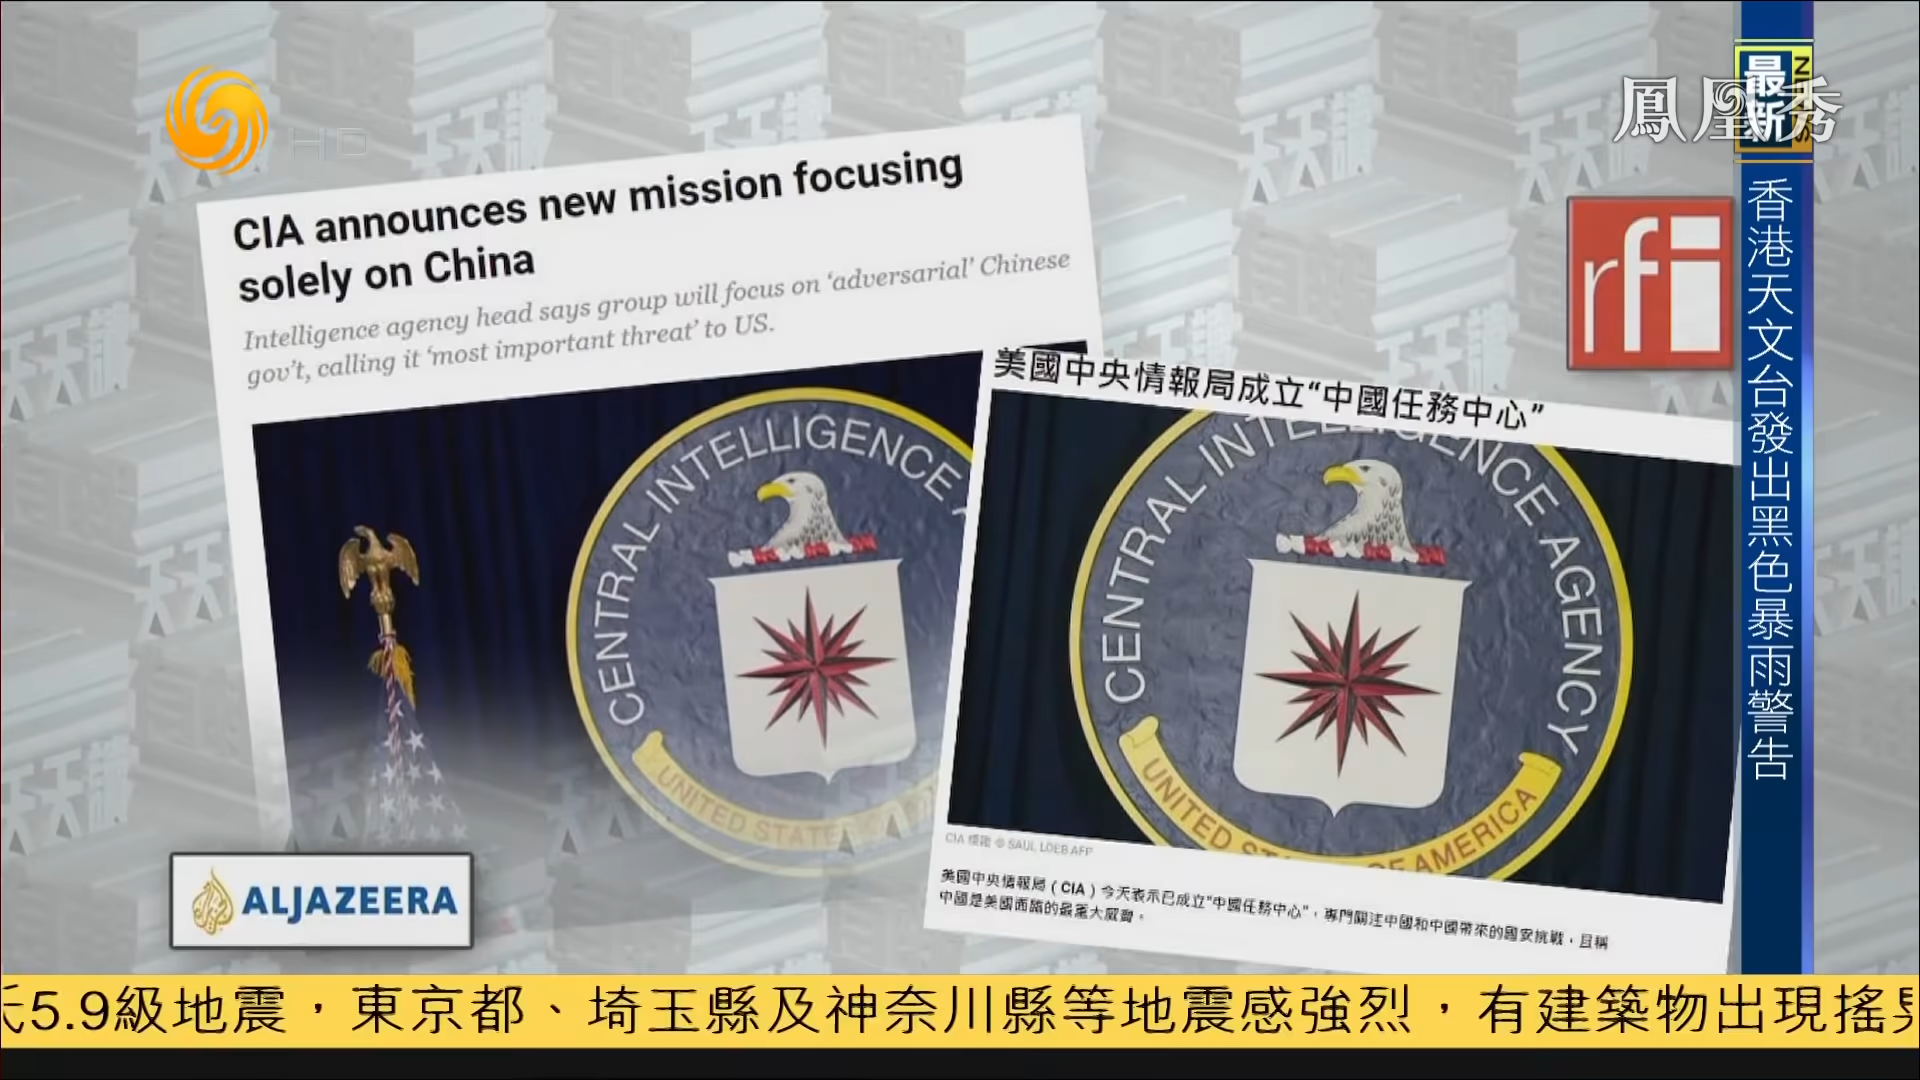 HD
鳳凰秀
最新
NEWS
香港天文台發出黑色暴雨警告
rfi
CIA announces new mission focusing
solely on China
Intelligence agency head says group will focus on ‘adversarial’ Chinese
gov’t, calling it ‘most important threat’ to US.
CENTRAL INTELLIGENCE
UNITED STATES
美國中央情報局成立“中國任務中心”
CENTRAL INTELLIGENCE AGENCY
UNITED OF AMERICA
CIA 標識 © SAUL LOEB AFP
美國中央情報局（CIA）今天表示已成立“中國任務中心”，專門關注中國和中國帶來的國安挑戰，且稱
中國是美國面臨的最重大威脅。
ALJAZEERA
5.9級地震，東京都、埼玉縣及神奈川縣等地震感強烈，有建築物出現搖